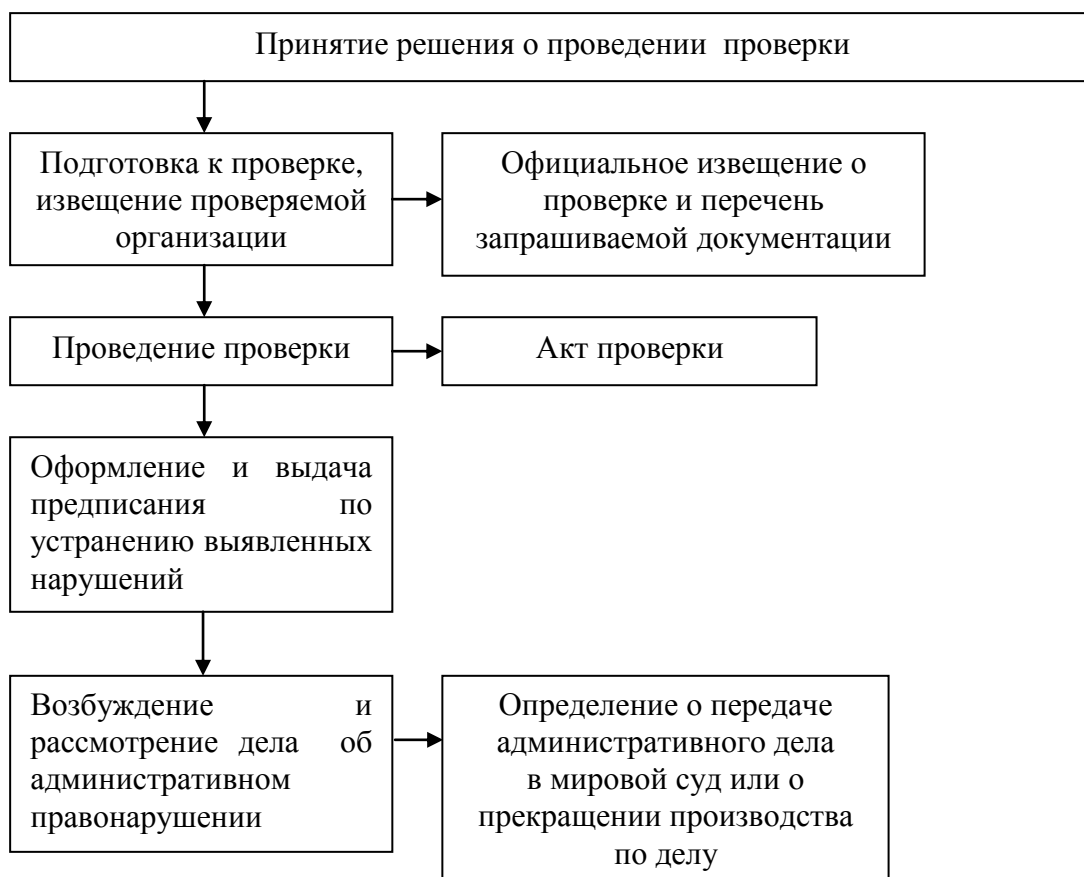 Принятие решения о проведении проверки
Подготовка к проверке,
извещение проверяемой
организации
Официальное извещение о
проверке и перечень
запрашиваемой документации
Проведение проверки
Акт проверки
Оформление и выдача
предписания по
устранению выявленных
нарушений
Возбуждение и
рассмотрение дела об
административном
правонарушении
Определение о передаче
административного дела
в мировой суд или о
прекращении производства
по делу